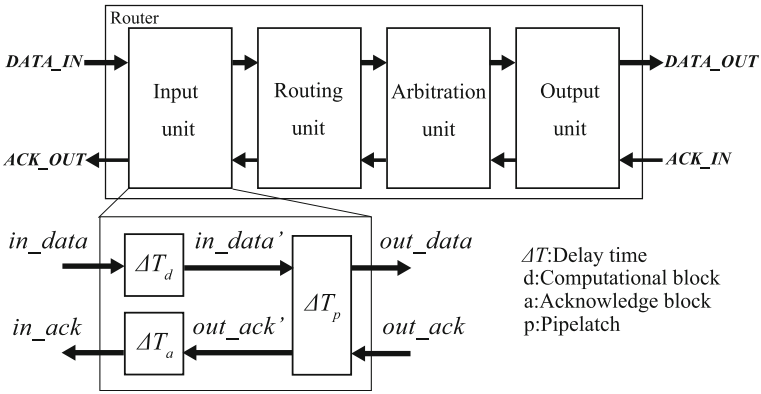 Router
DATA_IN
Input
unit
Routing
unit
Arbitration
unit
Output
unit
DATA_OUT
ACK_OUT
ACK_IN
in_data
ΔT_d
in_data’
ΔT_p
out_data
in_ack
ΔT_a
out_ack’
out_ack
ΔT:Delay time
d:Computational block
a:Acknowledge block
p:Pipelatch